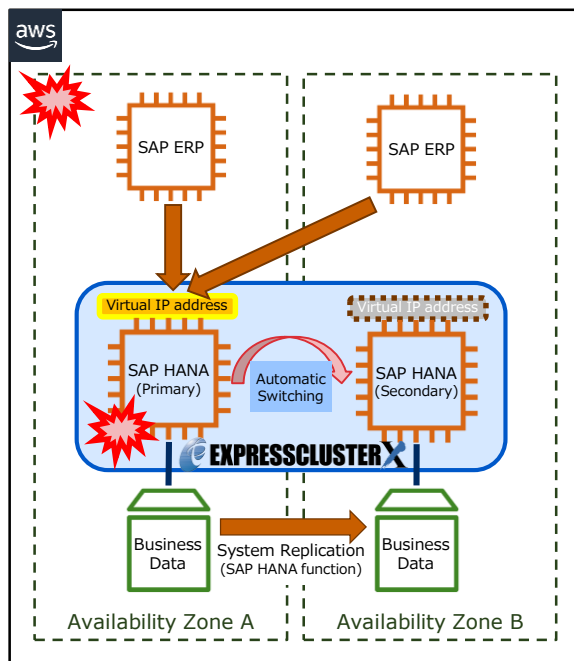 aws
SAP ERP
SAP ERP
Virtual IP address
Virtual IP address
SAP HANA
(Primary)
Automatic
Switching
SAP HANA
(Secondary)
EXPRESSCLUSTER X
Business
Data
System Replication
(SAP HANA function)
Business
Data
Availability Zone A
Availability Zone B